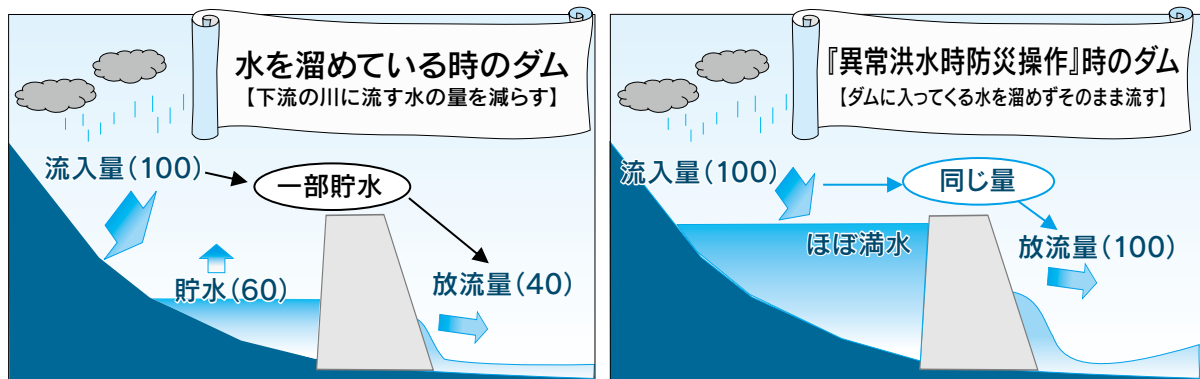 水を溜めている時のダム
【下流の川に流す水の量を減らす】
流入量(100)
一部貯水
貯水(60)
放流量(40)
『異常洪水時防災操作』時のダム
【ダムに入ってくる水を溜めずそのまま流す】
流入量(100)
同じ量
ほぼ満水
放流量(100)